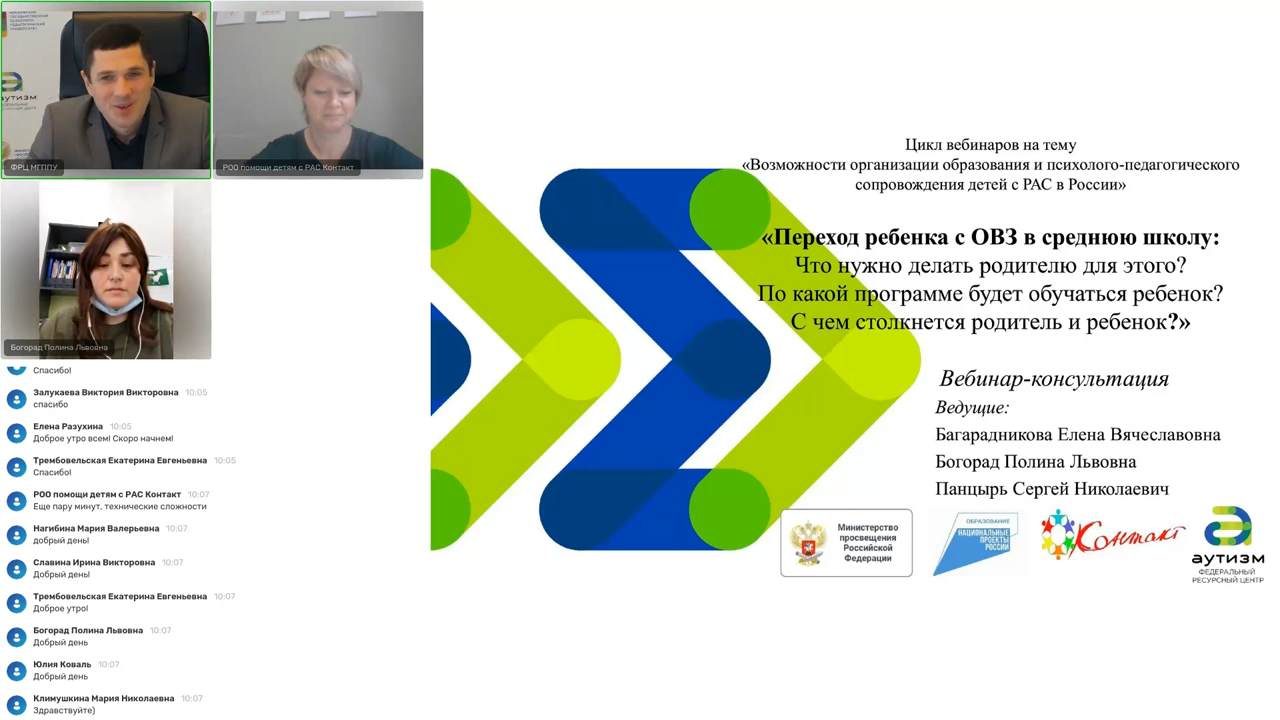 МОСКОВСКИЙ ГОСУДАРСТВЕННЫЙ
ПСИХОЛОГО-
ПЕДАГОГИЧЕСКИЙ
УНИВЕРСИТЕТ
аутизм
ФРЦ МГППУ
РОО помощи детям с РАС Контакт
Богорад Полина Львовна
Спасибо!
Залукаева Виктория Викторовна 10:05
спасибо
Елена Разухина 10:05
Доброе утро всем! Скоро начнем!
Трембовельская Екатерина Евгеньевна 10:05
Спасибо!
РОО помощи детям с РАС Контакт 10:07
Еще пару минут, технические сложности
Нагибина Мария Валерьевна 10:07
добрый день!
Славина Ирина Викторовна 10:07
Добрый день!
Трембовельская Екатерина Евгеньевна 10:07
Доброе утро!
Богорад Полина Львовна 10:07
Добрый день
Юлия Коваль 10:07
Добрый день
Климушкина Мария Николаевна 10:07
Здравствуйте)
Цикл вебинаров на тему
«Возможности организации образования и психолого-педагогического
сопровождения детей с РАС в России»
«Переход ребенка с ОВЗ в среднюю школу:
Что нужно делать родителю для этого?
По какой программе будет обучаться ребенок?
С чем столкнется родитель и ребенок?»
Вебинар-консультация
Ведущие:
Багарадникова Елена Вячеславовна
Богорад Полина Львовна
Панцырь Сергей Николаевич
Министерство
просвещения
Российской
Федерации
ОБРАЗОВАНИЕ
НАЦИОНАЛЬНЫЕ
ПРОЕКТЫ
РОССИИ
Контакт
аутизм
ФЕДЕРАЛЬНЫЙ
РЕСУРСНЫЙ ЦЕНТР